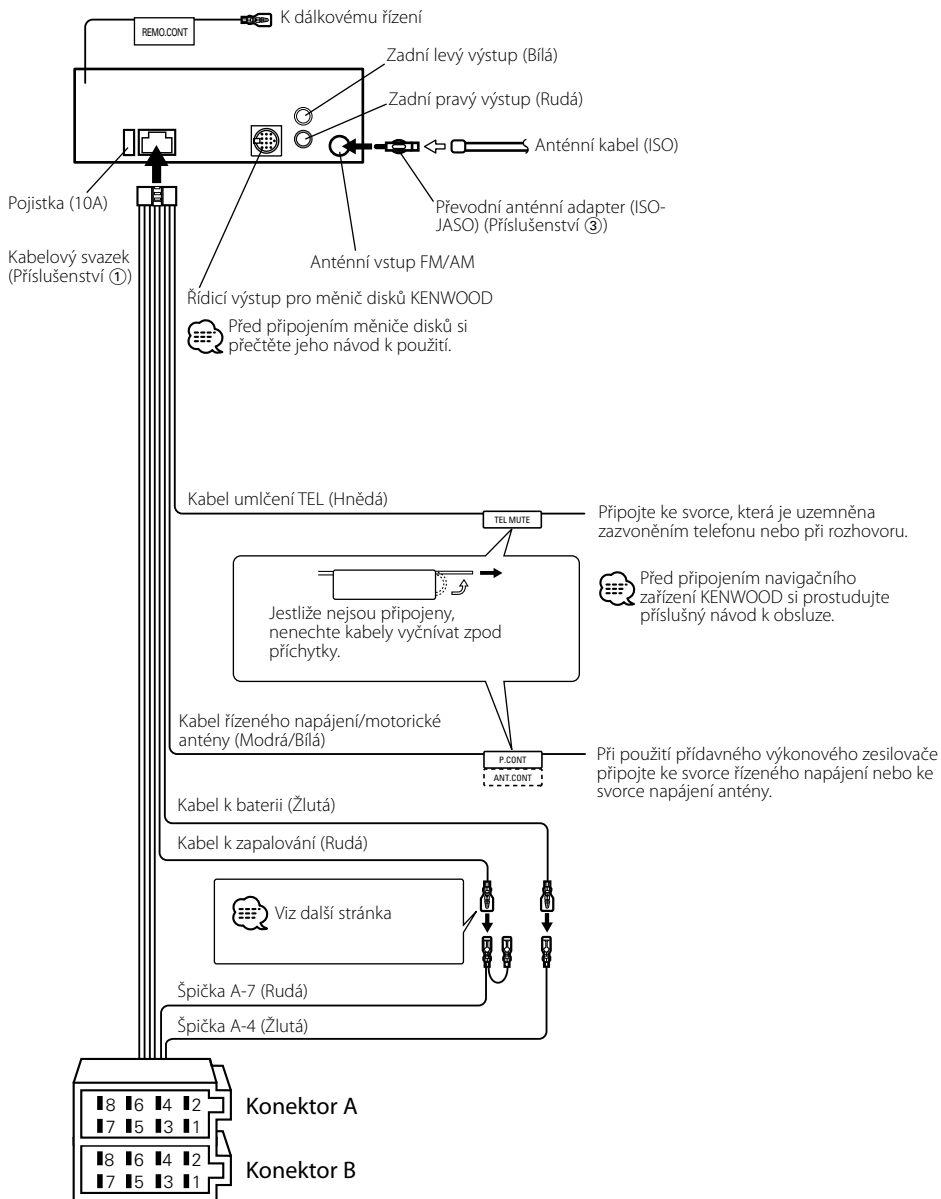 K dálkovému řízení
REMO.CONT
Zadní levý výstup (Bílá)
Zadní pravý výstup (Rudá)
Anténní kabel (ISO)
Pojistka (10A)
Převodní anténní adapter (ISO-
JASO) (Příslušenství ③)
Kabelový svazek
(Příslušenství ①)
Anténní vstup FM/AM
Řídicí výstup pro měnič disků KENWOOD
Před připojením měniče disků si
přečtěte jeho návod k použití.
Kabel umlčení TEL (Hnědá)
TEL MUTE
Připojte ke svorce, která je uzemněna
zazvoněním telefonu nebo při rozhovoru.
Před připojením navigačního
zařízení KENWOOD si prostudujte
příslušný návod k obsluze.
Jestliže nejsou připojeny,
nenechte kabely vyčnívat zpod
příchytky.
Kabel řízeného napájení/motorické
antény (Modrá/Bílá)
P.CONT
ANT.CONT
Při použití přídavného výkonového zesilovače
připojte ke svorce řízeného napájení nebo ke
svorce napájení antény.
Kabel k baterii (Žlutá)
Kabel k zapalování (Rudá)
Viz další stránka
Špička A-7 (Rudá)
Špička A-4 (Žlutá)
8 6 4 2
7 5 3 1
Konektor A
8 6 4 2
7 5 3 1
Konektor B